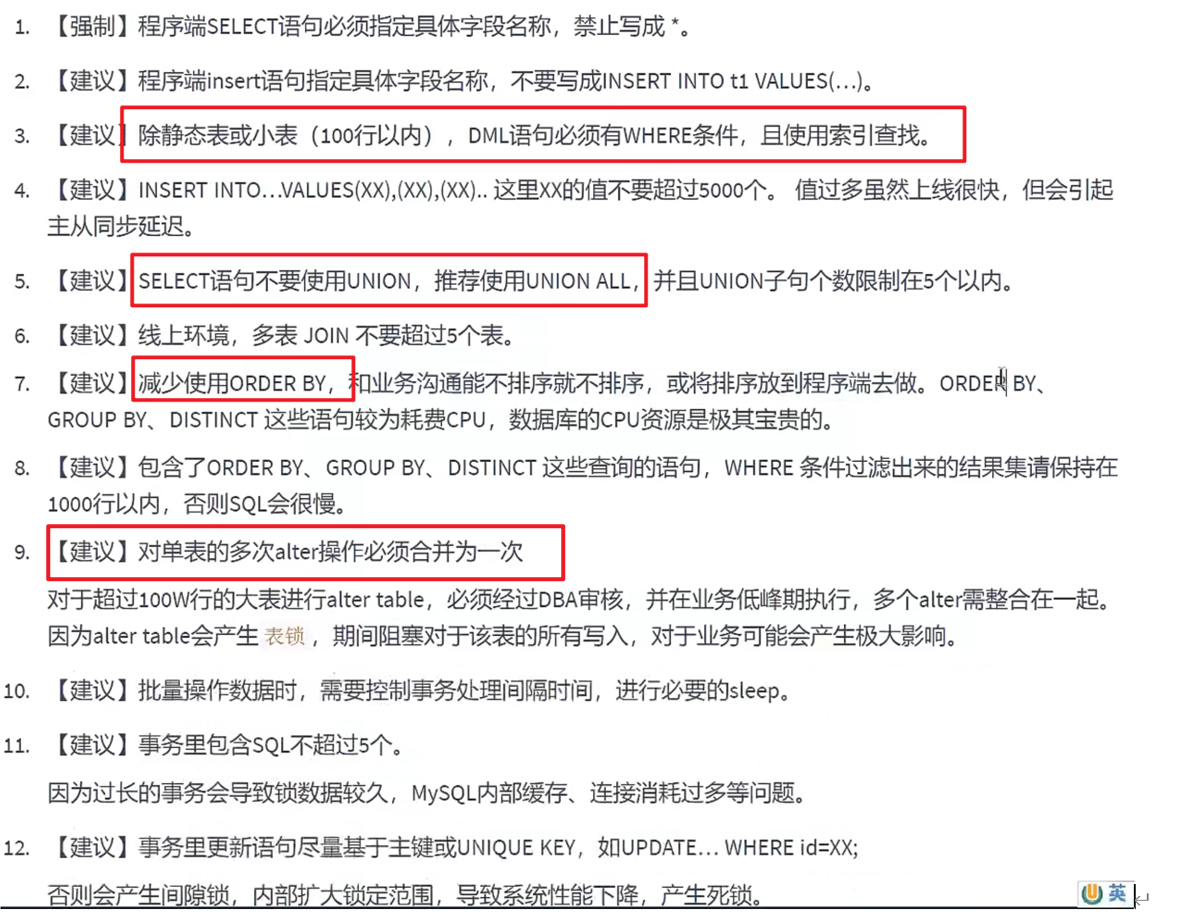 1. 【强制】程序端SELECT语句必须指定具体字段名称，禁止写成 *。
2. 【建议】程序端insert语句指定具体字段名称，不要写成INSERT INTO t1 VALUES(…)。
3. 【建议】除静态表或小表（100行以内），DML语句必须有WHERE条件，且使用索引查找。
4. 【建议】INSERT INTO…VALUES(XX),(XX),(XX).. 这里XX的值不要超过5000个。 值过多虽然上线很快，但会引起
主从同步延迟。
5. 【建议】SELECT语句不要使用UNION，推荐使用UNION ALL，并且UNION子句个数限制在5个以内。
6. 【建议】线上环境，多表 JOIN 不要超过5个表。
7. 【建议】减少使用ORDER BY，和业务沟通能不排序就不排序，或将排序放到程序端去做。ORDER BY、
GROUP BY、DISTINCT 这些语句较为耗费CPU，数据库的CPU资源是极其宝贵的。
8. 【建议】包含了ORDER BY、GROUP BY、DISTINCT 这些查询的语句，WHERE 条件过滤出来的结果集请保持在
1000行以内，否则SQL会很慢。
9. 【建议】对单表的多次alter操作必须合并为一次
对于超过100W行的大表进行alter table，必须经过DBA审核，并在业务低峰期执行，多个alter需整合在一起。
因为alter table会产生 表锁 ，期间阻塞对于该表的所有写入，对于业务可能会产生极大影响。
10. 【建议】批量操作数据时，需要控制事务处理间隔时间，进行必要的sleep。
11. 【建议】事务里包含SQL不超过5个。
因为过长的事务会导致锁数据较久，MySQL内部缓存、连接消耗过多等问题。
12. 【建议】事务里更新语句尽量基于主键或UNIQUE KEY，如UPDATE… WHERE id=XX;
否则会产生间隙锁，内部扩大锁定范围，导致系统性能下降，产生死锁。
英